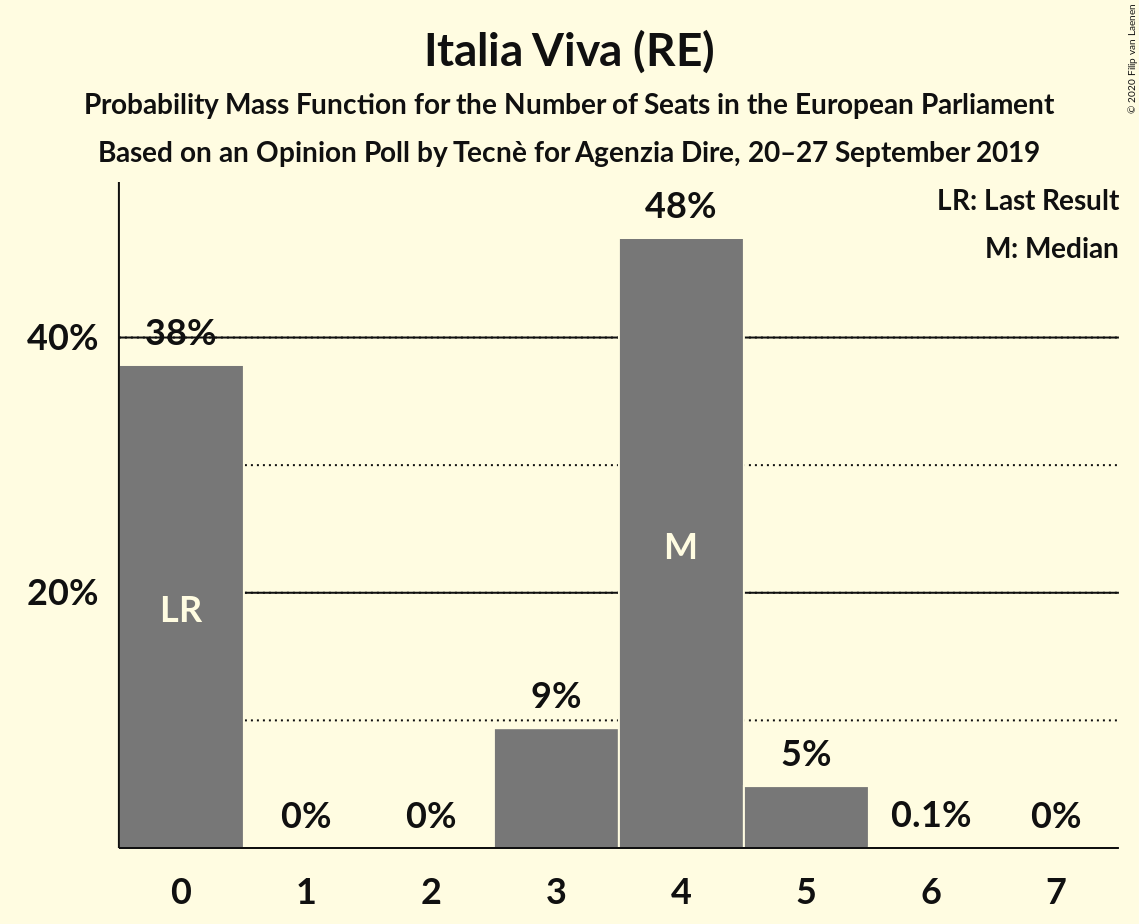 Italia Viva (RE)
Probability Mass Function for the Number of Seats in the European Parliament
Based on an Opinion Poll by Tecnè for Agenzia Dire, 20–27 September 2019
© 2020 Filip van Laenen
LR: Last Result
M: Median
48%
40%
38%
M
20%
LR
9%
5%
0%
0%
0.1%
0%
0 1 2 3 4 5 6 7